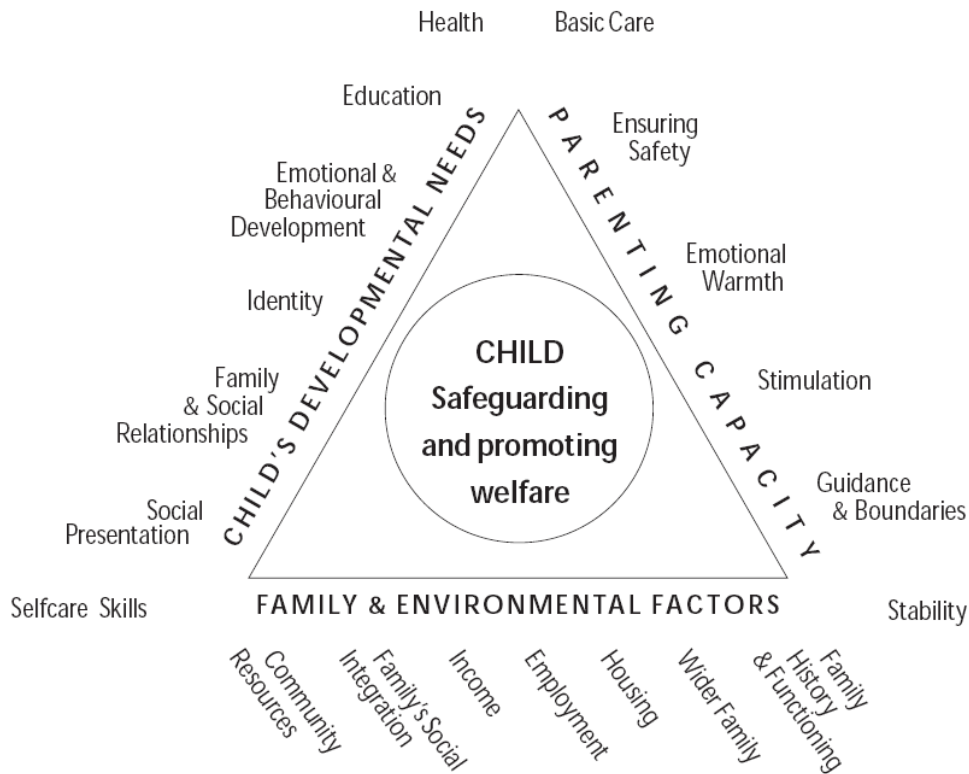 Health
Basic Care
Education
Ensuring
Safety
Emotional &
Behavioural
Development
Emotional
Warmth
Identity
Stimulation
Family
& Social
Relationships
Guidance
& Boundaries
Social
Presentation
Selfcare Skills
Stability
CHILD'S DEVELOPMENTAL NEEDS
PARENTING CAPACITY
CHILD
Safeguarding
and promoting
welfare
FAMILY & ENVIRONMENTAL FACTORS
Community
Resources
Family's Social
Integration
Income
Employment
Housing
Wider Family
Family
History
& Functioning